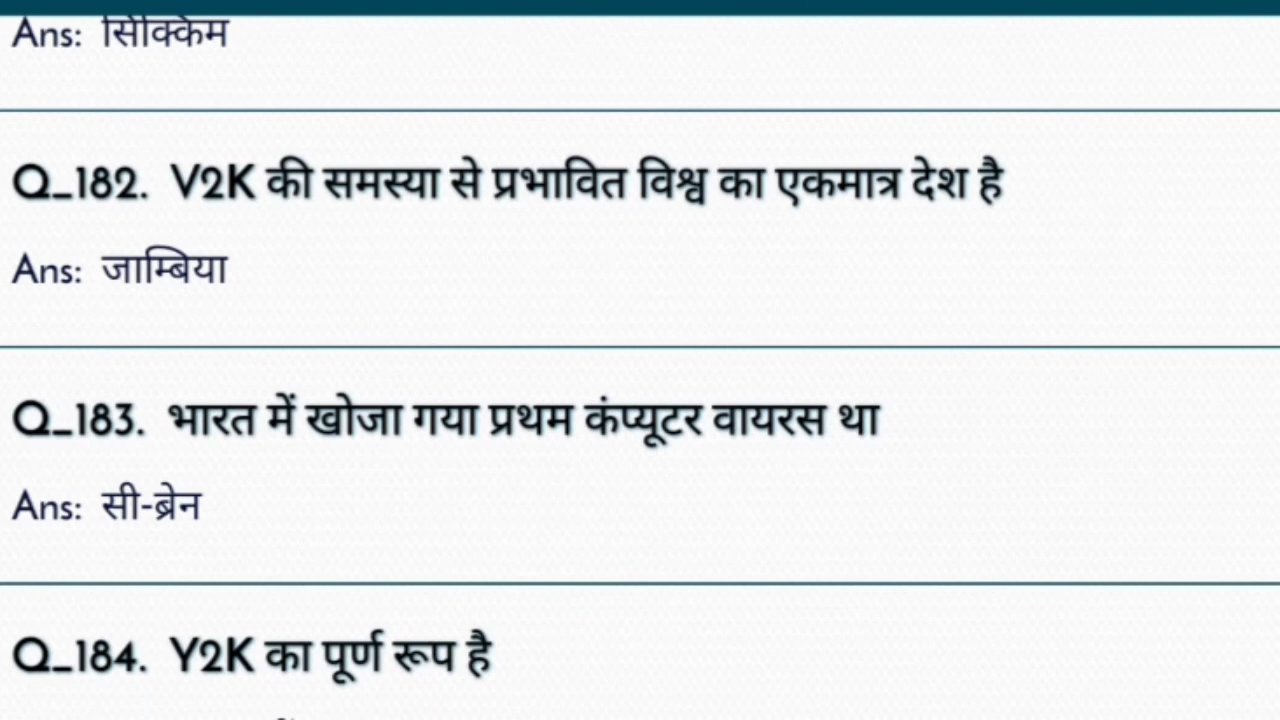 Ans: सिक्किम
Q_182. V2K की समस्या से प्रभावित विश्व का एकमात्र देश है
Ans: जाम्बिया
Q_183. भारत में खोजा गया प्रथम कंप्यूटर वायरस था
Ans: सी-ब्रेन
Q_184. Y2K का पूर्ण रूप है